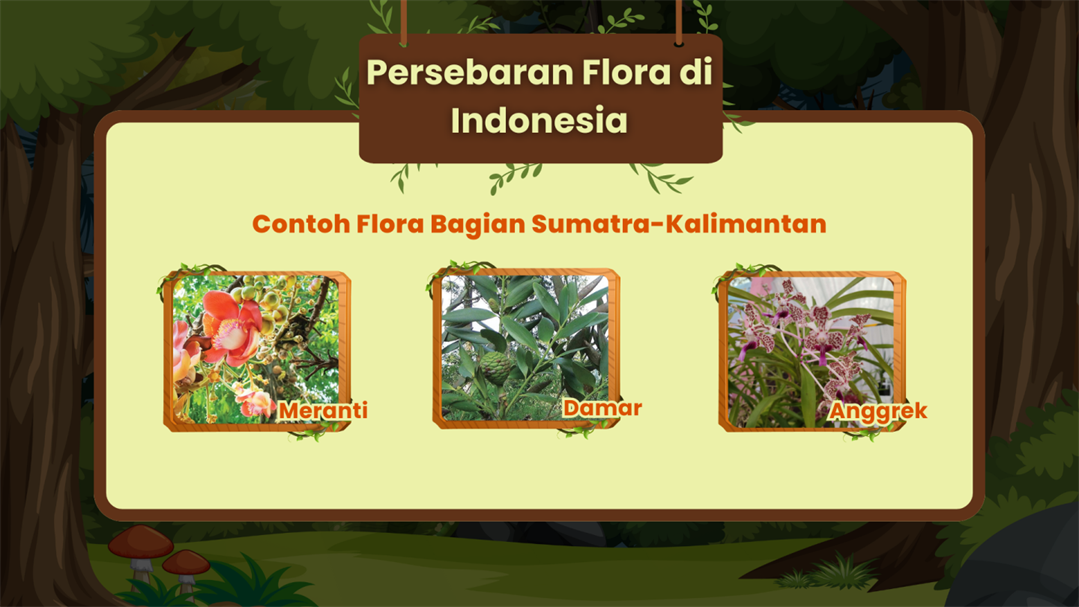 Persebaran Flora di
Indonesia
Contoh Flora Bagian Sumatra-Kalimantan
Meranti
Damar
Anggrek